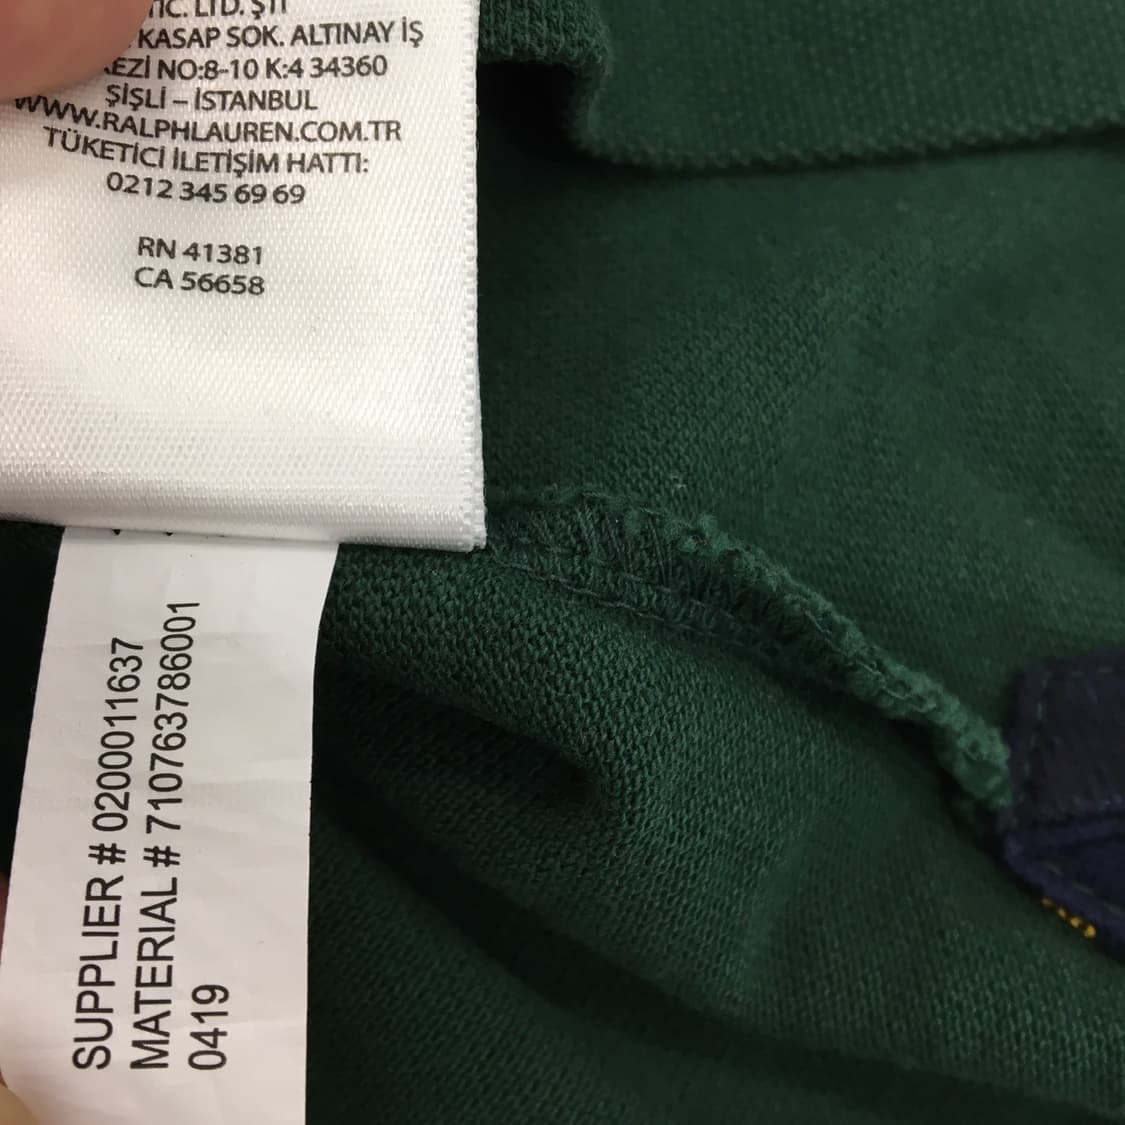 TİC. LTD. ŞTİ
KASAP SOK. ALTINAY İŞ
EZİ NO:8-10 K:4 34360
ŞİŞLİ – İSTANBUL
WWW.RALPHLAUREN.COM.TR
TÜKETİCİ İLETİŞİM HATTI:
0212 345 69 69
RN 41381
CA 56658
SUPPLIER # 0200011637
MATERIAL # 710763786001
0419